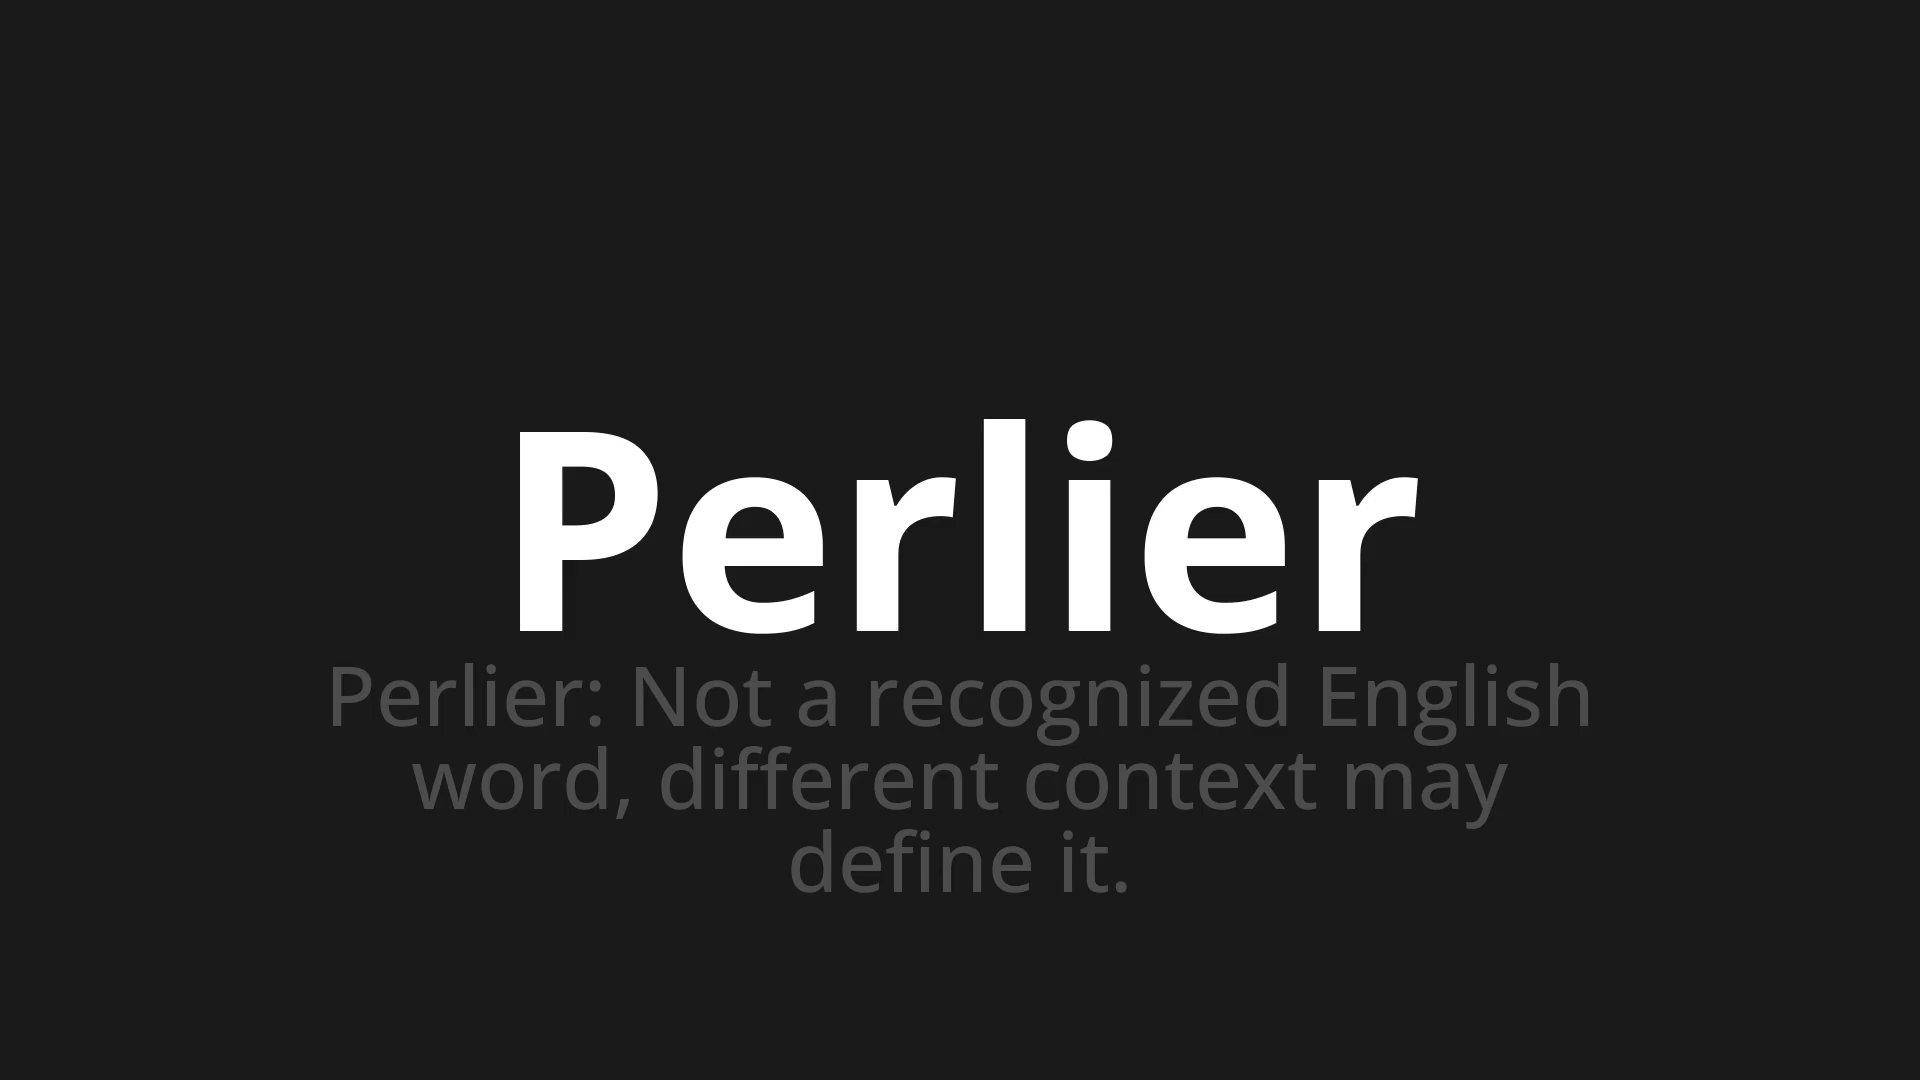 Perlier
Perlier: Not a recognized English
word, different context may
define it.